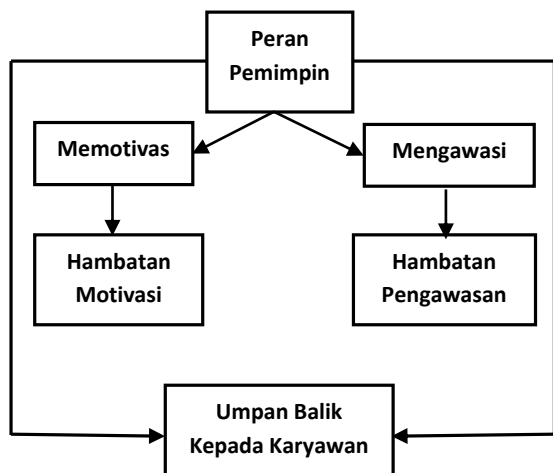 Peran
Pemimpin
Memotivas
Mengawasi
Hambatan
Motivasi
Hambatan
Pengawasan
Umpan Balik
Kepada Karyawan